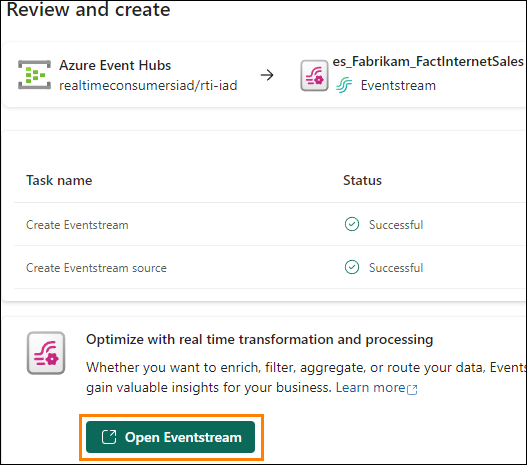 Review and create
Azure Event Hubs
realtimeconsumersiad/rti-iad
es_Fabrikam_FactInternetSales
Eventstream
Task name Status
Create Eventstream Successful
Create Eventstream source Successful
Optimize with real time transformation and processing
Whether you want to enrich, filter, aggregate, or route your data, Events
gain valuable insights for your business. Learn more
Open Eventstream